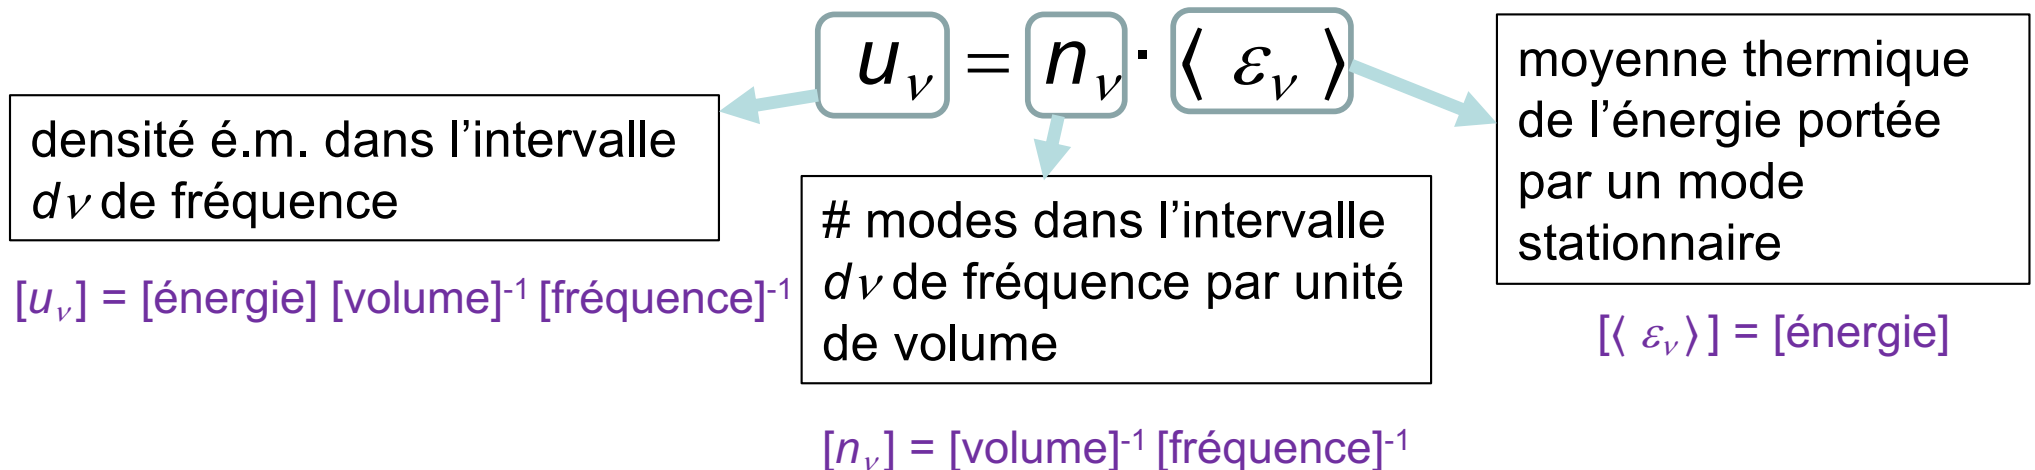 u_ν = n_ν · ⟨ ε_ν ⟩
densité é.m. dans l’intervalle
dν de fréquence
[u_ν] = [énergie] [volume]⁻¹ [fréquence]⁻¹
# modes dans l’intervalle
dν de fréquence par unité
de volume
[n_ν] = [volume]⁻¹ [fréquence]⁻¹
moyenne thermique
de l’énergie portée
par un mode
stationnaire
[⟨ ε_ν⟩] = [énergie]